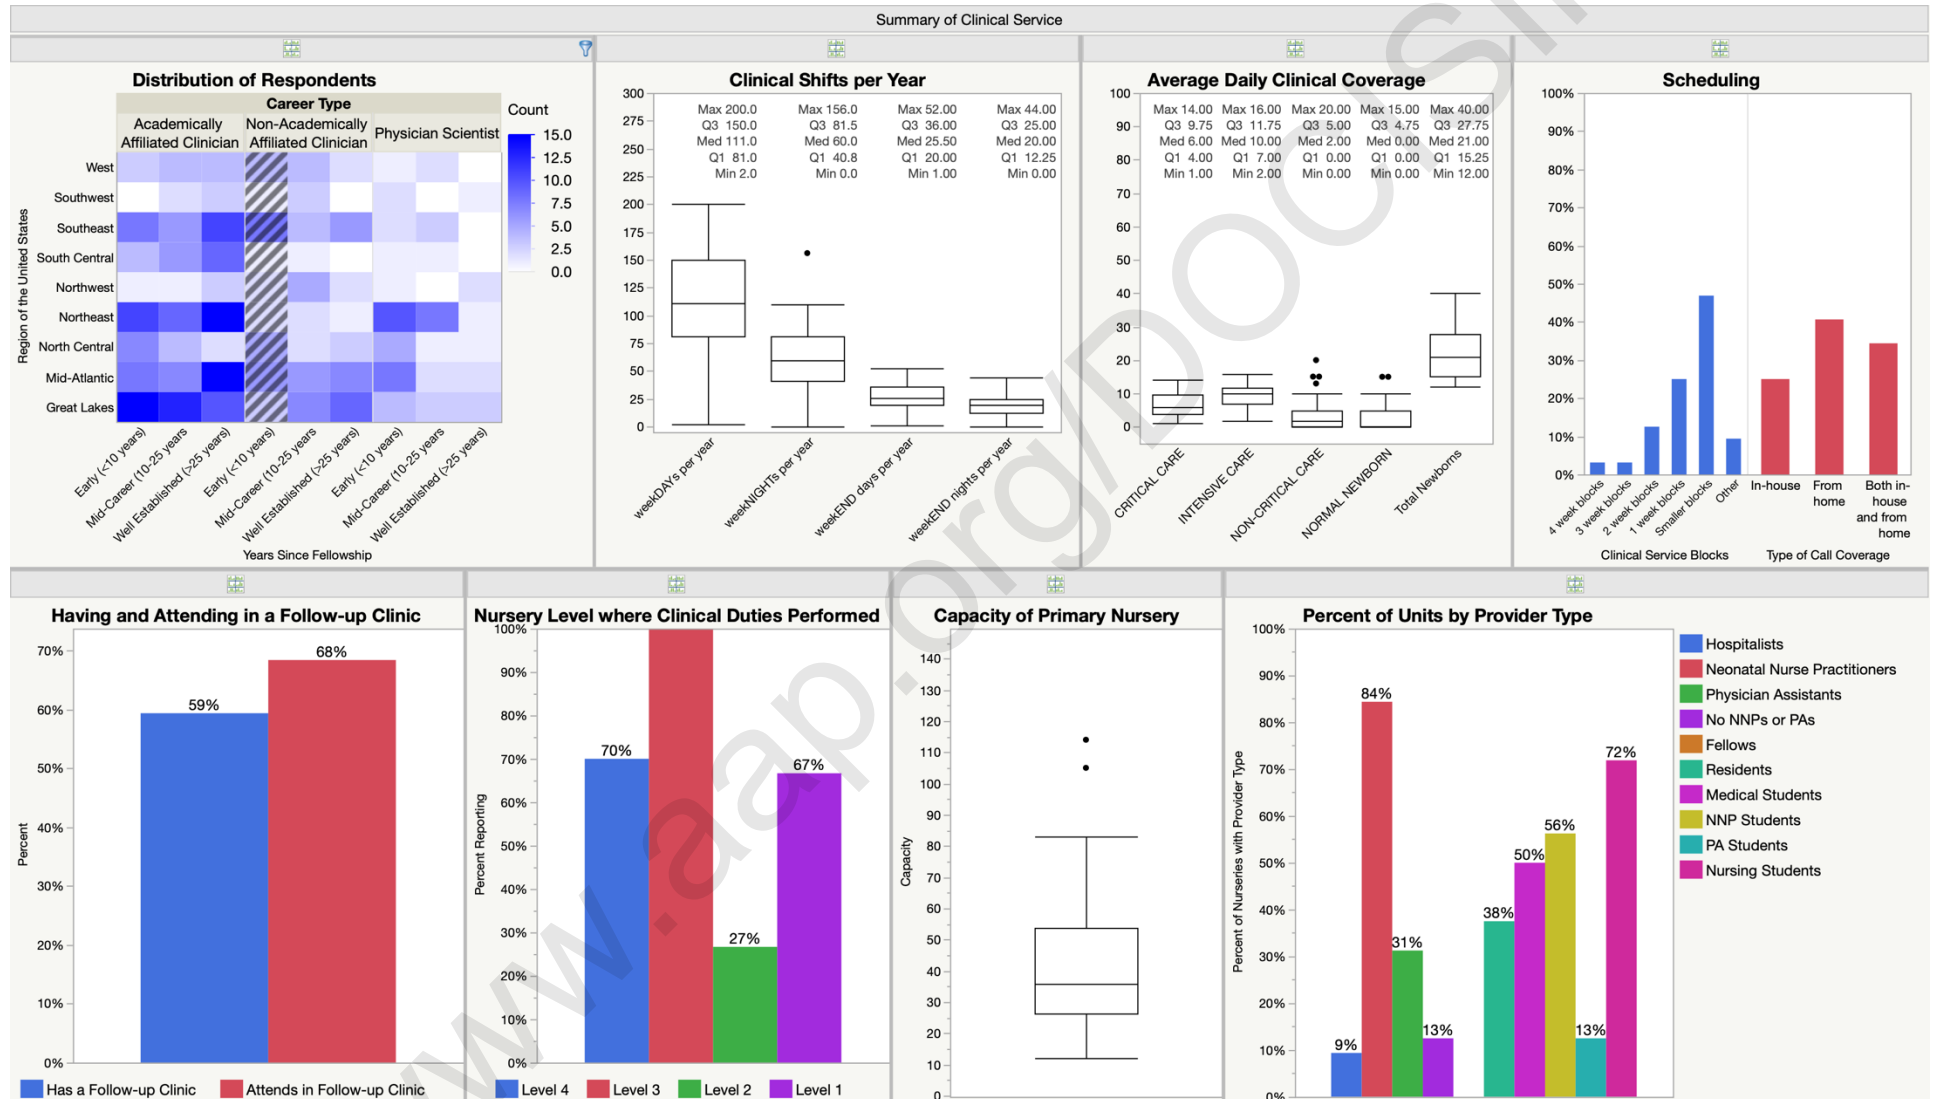 Summary of Clinical Service
Distribution of Respondents
Career Type
Academically Affiliated Clinician
Non-Academically Affiliated Clinician
Physician Scientist
Count
15.0
12.5
10.0
7.5
5.0
2.5
0.0
Region of the United States
West
Southwest
Southeast
South Central
Northwest
Northeast
North Central
Mid-Atlantic
Great Lakes
Early (<10 years)
Mid-Career (10-25 years
Well Established (>25 years)
Early (<10 years)
Mid-Career (10-25 years
Well Established (>25 years)
Early (<10 years)
Mid-Career (10-25 years
Well Established (>25 years)
Years Since Fellowship
Clinical Shifts per Year
300
275
250
225
200
175
150
125
100
75
50
25
0
Max 200.0 Max 156.0 Max 52.00 Max 44.00
Q3 150.0 Q3 81.5 Q3 36.00 Q3 25.00
Med 111.0 Med 60.0 Med 25.50 Med 20.00
Q1 81.0 Q1 40.8 Q1 20.00 Q1 12.25
Min 2.0 Min 0.0 Min 1.00 Min 0.00
weekDAYs per year
weekNIGHTs per year
weekEND days per year
weekEND nights per year
Average Daily Clinical Coverage
100
90
80
70
60
50
40
30
20
10
0
Max 14.00 Max 16.00 Max 20.00 Max 15.00 Max 40.00
Q3 9.75 Q3 11.75 Q3 5.00 Q3 4.75 Q3 27.75
Med 6.00 Med 10.00 Med 2.00 Med 0.00 Med 21.00
Q1 4.00 Q1 7.00 Q1 0.00 Q1 0.00 Q1 15.25
Min 1.00 Min 2.00 Min 0.00 Min 0.00 Min 12.00
CRITICAL CARE
INTENSIVE CARE
NON-CRITICAL CARE
NORMAL NEWBORN
Total Newborns
Scheduling
100%
90%
80%
70%
60%
50%
40%
30%
20%
10%
0%
4 week blocks
3 week blocks
2 week blocks
1 week blocks
Smaller blocks
Other
In-house
From home
Both in-house and from home
Clinical Service Blocks
Type of Call Coverage
Having and Attending in a Follow-up Clinic
Percent
70%
60%
50%
40%
30%
20%
10%
0%
59%
68%
Has a Follow-up Clinic
Attends in Follow-up Clinic
Nursery Level where Clinical Duties Performed
Percent Reporting
100%
90%
80%
70%
60%
50%
40%
30%
20%
10%
0%
70%
27%
67%
Level 4
Level 3
Level 2
Level 1
Capacity of Primary Nursery
Capacity
140
130
120
110
100
90
80
70
60
50
40
30
20
10
0
Percent of Units by Provider Type
Percent of Nurseries with Provider Type
100%
90%
80%
70%
60%
50%
40%
30%
20%
10%
0%
9%
84%
31%
13%
38%
50%
56%
13%
72%
Hospitalists
Neonatal Nurse Practitioners
Physician Assistants
No NNPs or PAs
Fellows
Residents
Medical Students
NNP Students
PA Students
Nursing Students
www.aap.org/DOCISIn